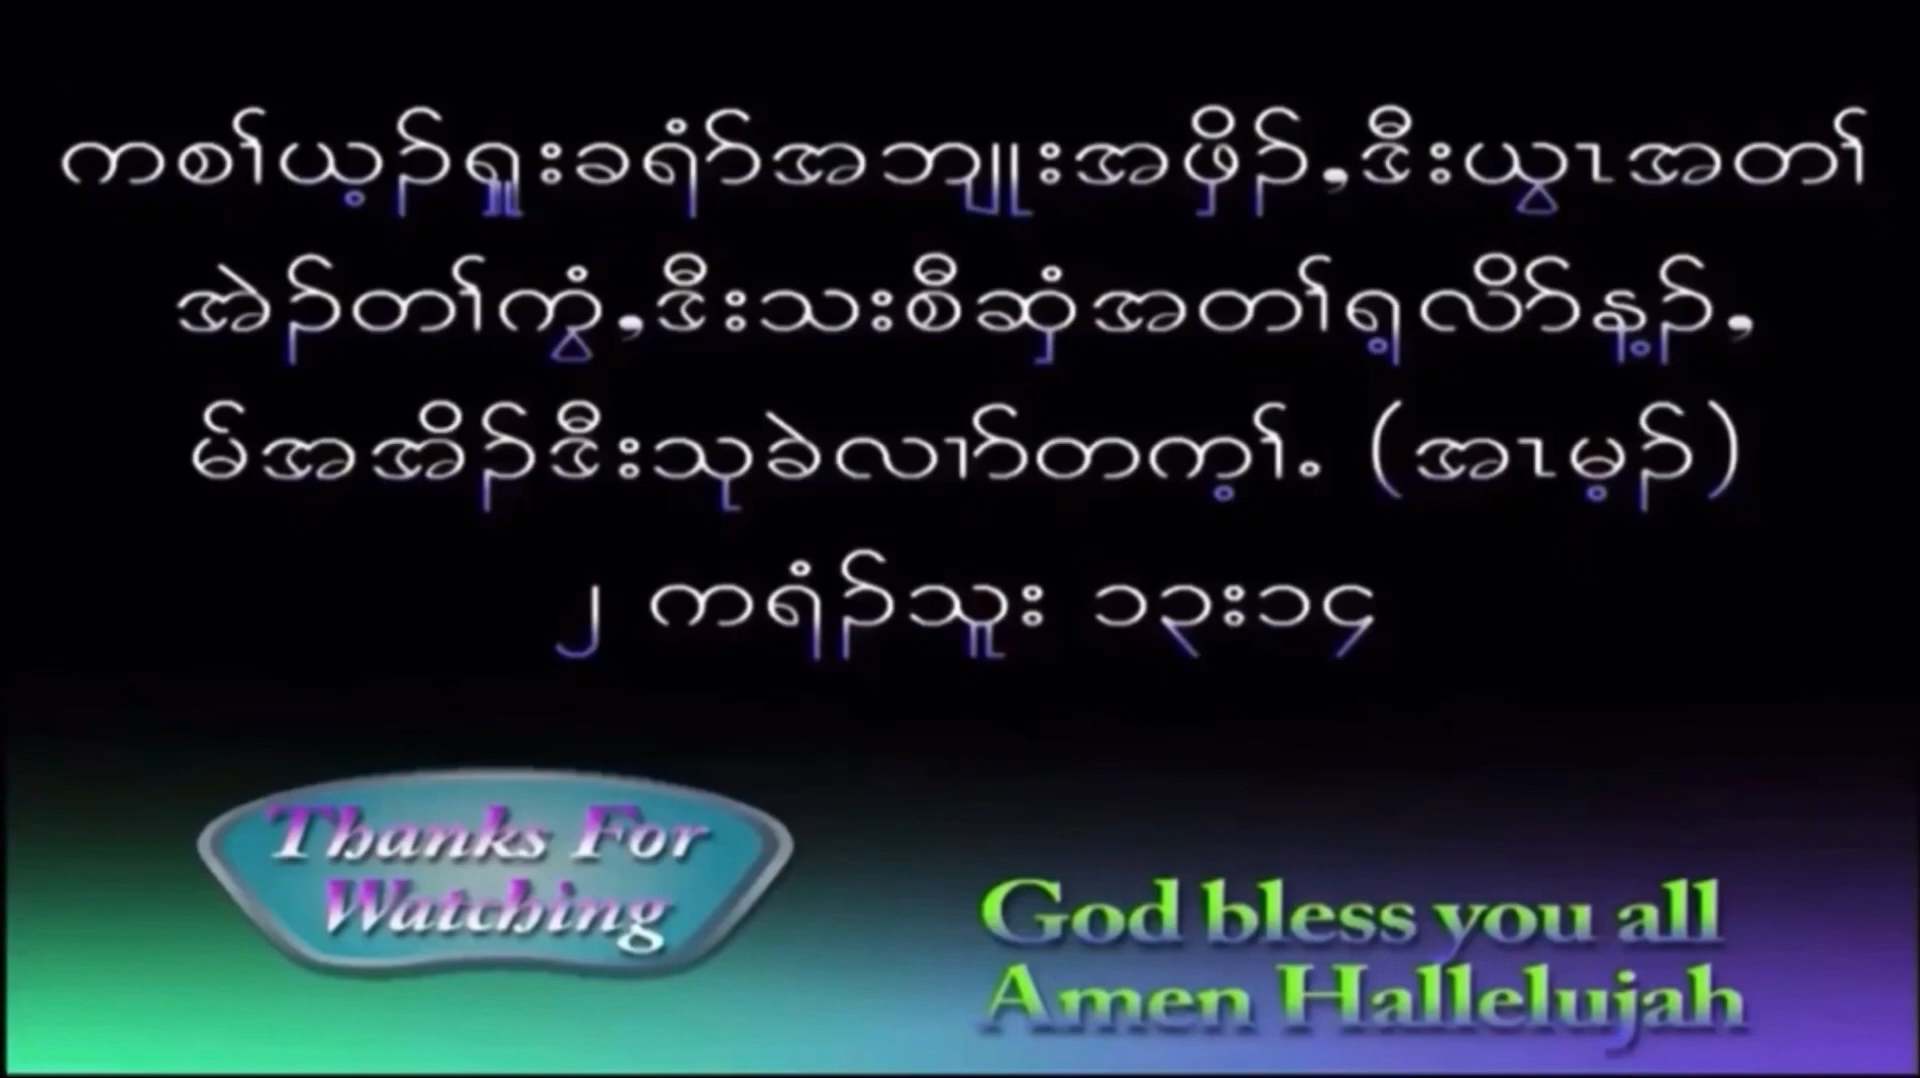 ကစၢ်ယ့ၣ်ရှူးခရံာ်အဘျုးအဖှိၣ်,ဒီးယွၤအတၢ်
အဲၣ်တၢ်ကွံ,ဒီးသးစီဆှံအတၢ်ရ့လိာ်န့ၣ်,
မ်အအိၣ်ဒီးသုခဲလၢာ်တက့ၢ်. (အၤမ့ၣ်)
၂ ကရံၣ်သူး ၁၃း၁၄
Thanks For
Watching
God bless you all
Amen Hallelujah